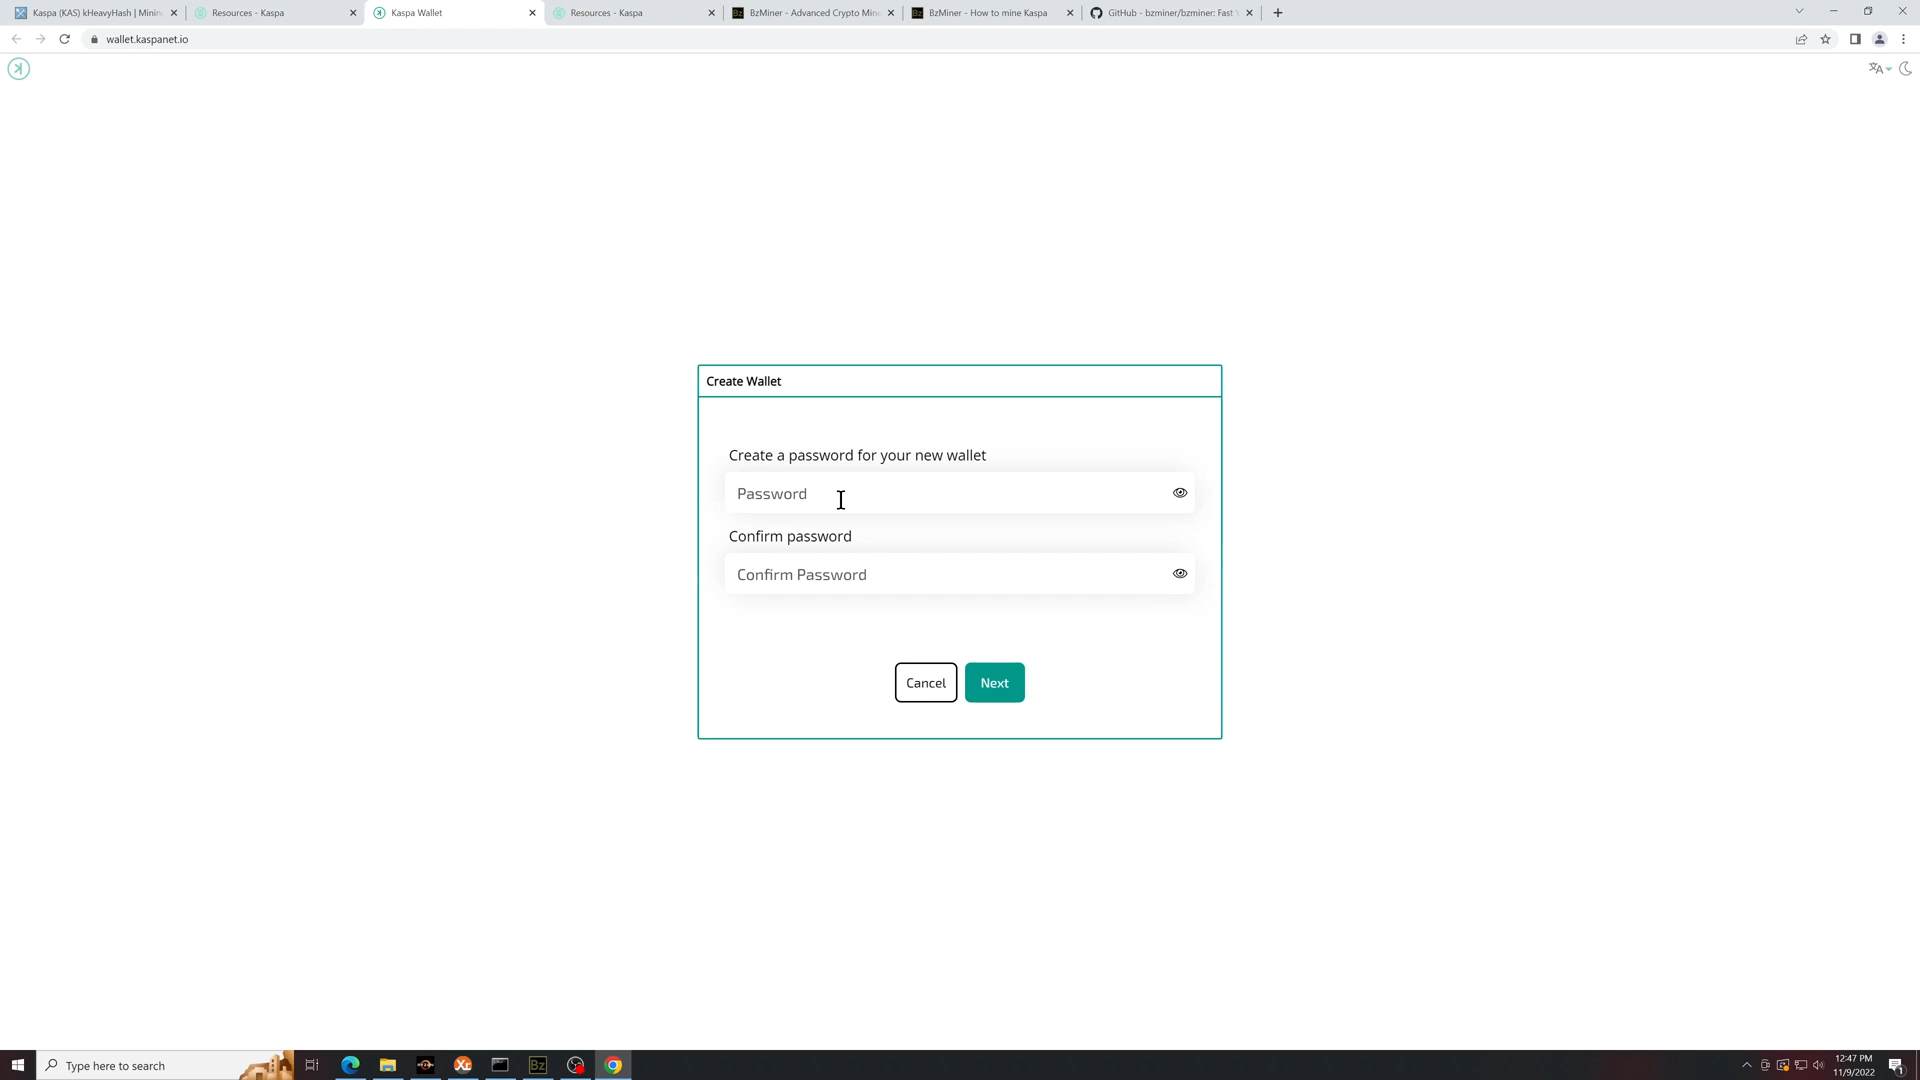 Kaspa (KAS) kHeavyHash | Minin
Resources - Kaspa
Kaspa Wallet
Resources - Kaspa
BzMiner - Advanced Crypto Min
BzMiner - How to mine Kaspa
GitHub - bzminer/bzminer: Fast V
wallet.kaspanet.io
Create Wallet
Create a password for your new wallet
Password
Confirm password
Confirm Password
Cancel
Next
Type here to search
Xr
Bz
12:47 PM
11/9/2022